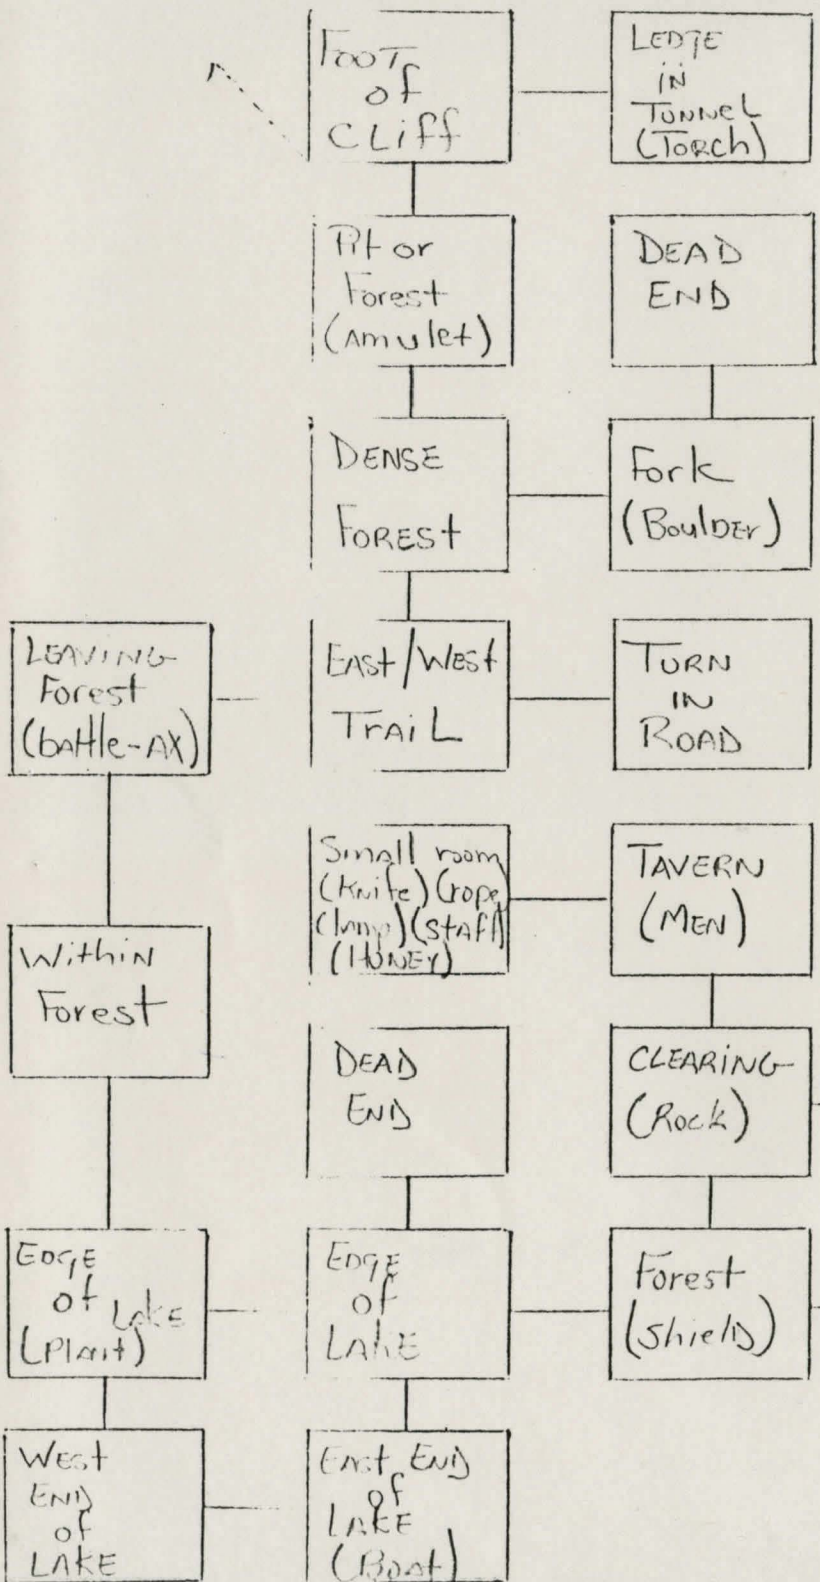 FOOT
of
CLiff
LEDGE
iN
TUNNEL
(TORCh)
Pit or
Forest
(Amulet)
DEAD
END
DENSE
FOREST
Fork
(BoulDEr)
LEAVING
Forest
(bAttle-AX)
EAST/WEST
TRAIL
TURN
IN
ROAD
Small room
(Knife) (rope)
(lamp) (STAff)
(HONEY)
TAVERN
(MEN)
Within
Forest
DEAD
END
CLEARING
(Rock)
EDGE
of LAKE
(Plant)
EDGE
OF
LAKE
Forest
(ShielD)
WEST
END
of
LAKE
EAST END
of
LAKE
(Boat)